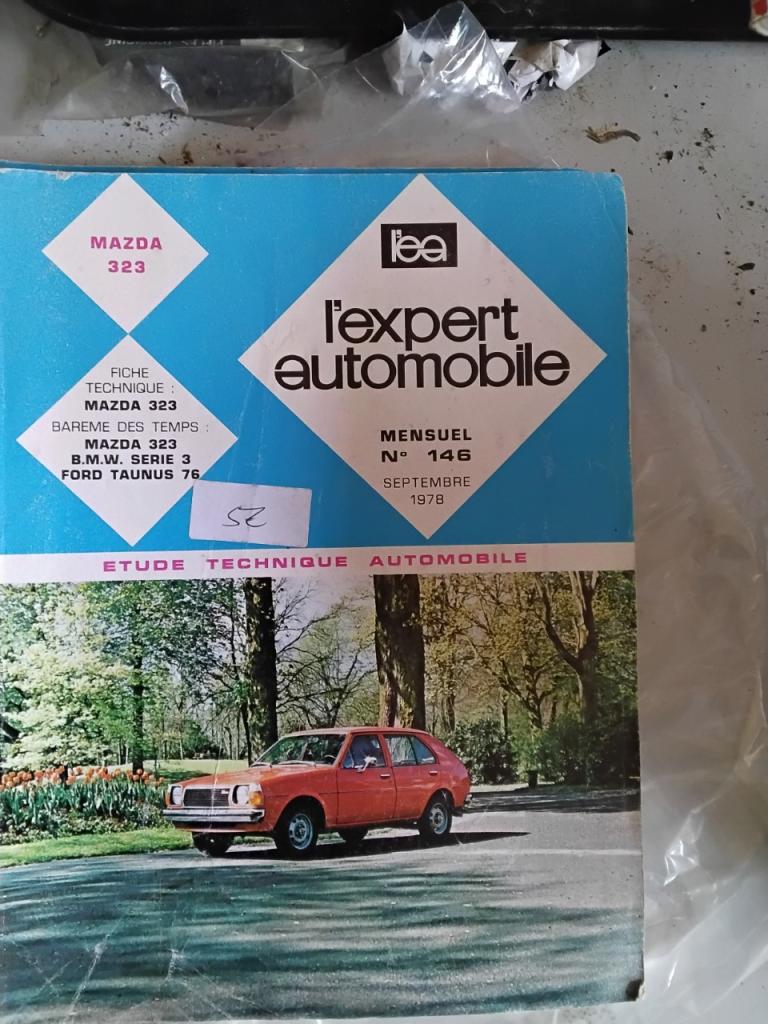 MAZDA
323
l'ea
l'expert
automobile
FICHE
TECHNIQUE :
MAZDA 323
BAREME DES TEMPS :
MAZDA 323
B.M.W. SERIE 3
FORD TAUNUS 76
MENSUEL
N° 146
SEPTEMBRE
1978
ETUDE TECHNIQUE AUTOMOBILE